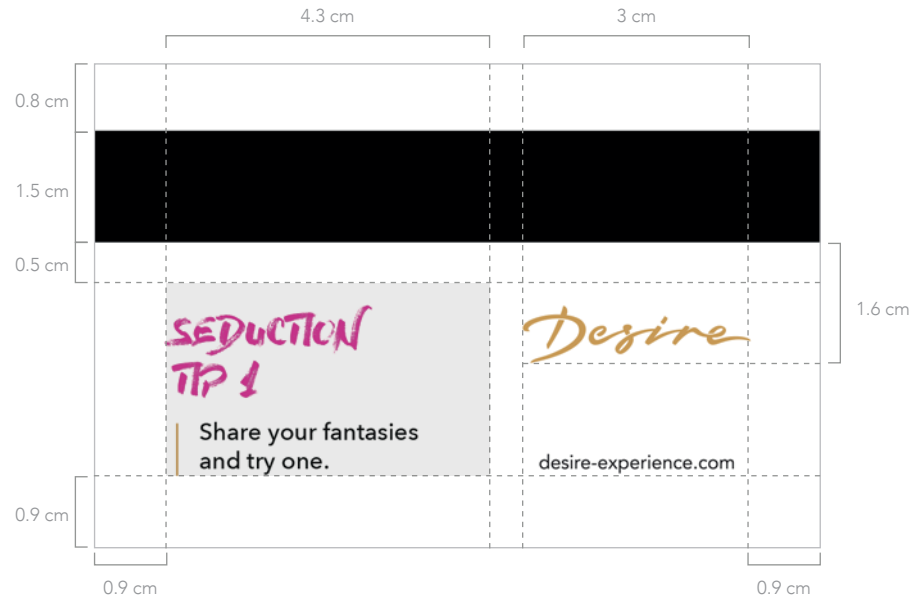 4.3 cm
3 cm
0.8 cm
1.5 cm
0.5 cm
1.6 cm
SEDUCTION
TIP 1
Share your fantasies
and try one.
Desire
desire-experience.com
0.9 cm
0.9 cm
0.9 cm